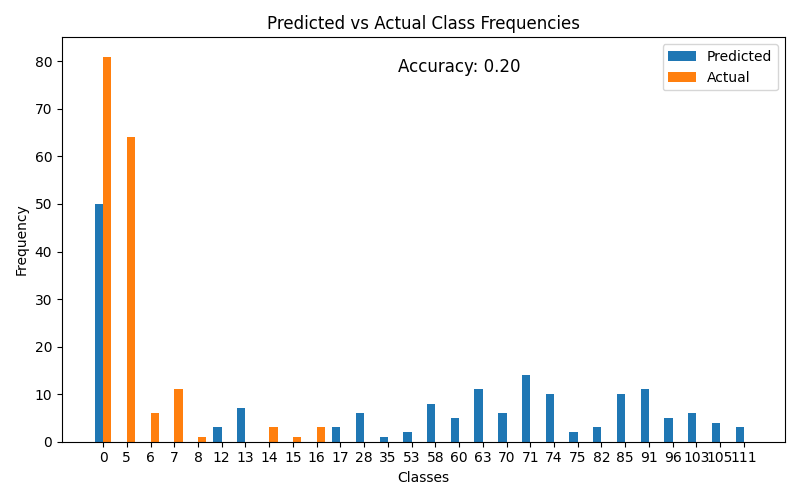 Predicted vs Actual Class Frequencies
Accuracy: 0.20
Predicted
Actual
Frequency
80
70
60
50
40
30
20
10
0
0 5 6 7 8 12 13 14 15 16 17 28 35 53 58 60 63 70 71 74 75 82 85 91 96 103 105 111
Classes